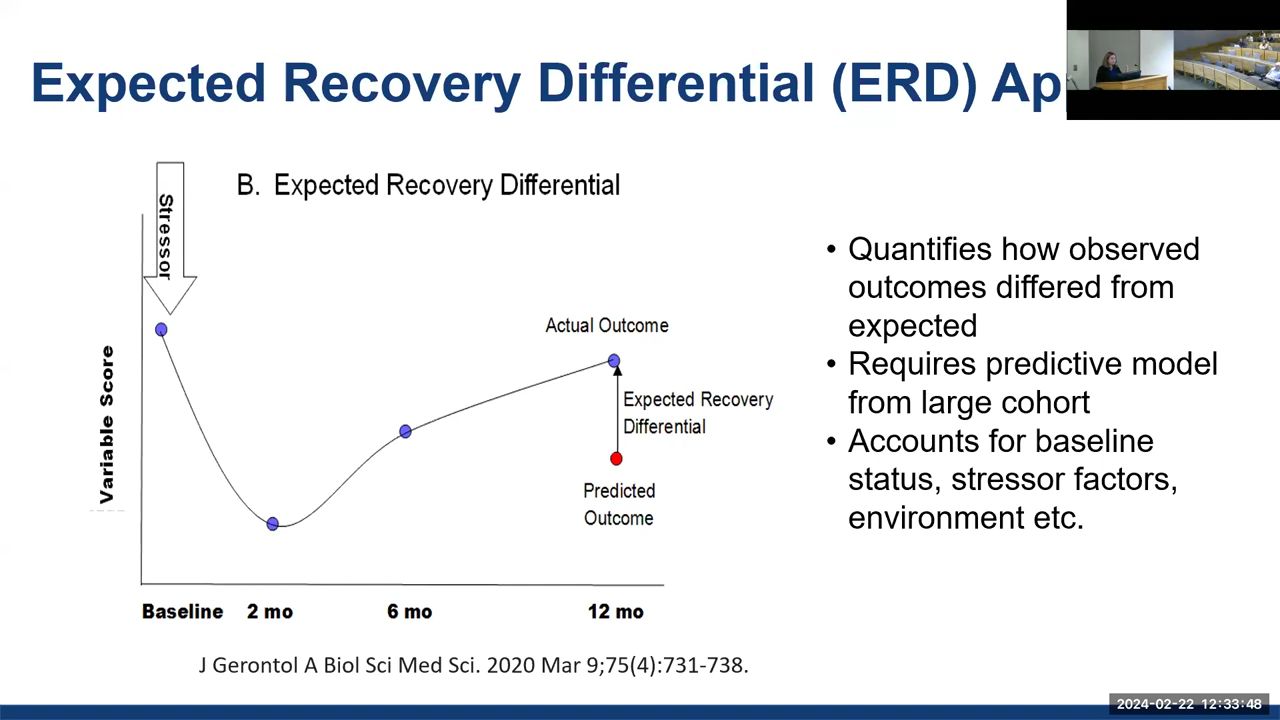 Expected Recovery Differential (ERD) Ap
Stressor
B. Expected Recovery Differential
Variable Score
Actual Outcome
Expected Recovery
Differential
Predicted
Outcome
Baseline 2 mo 6 mo 12 mo
• Quantifies how observed
outcomes differed from
expected
• Requires predictive model
from large cohort
• Accounts for baseline
status, stressor factors,
environment etc.
J Gerontol A Biol Sci Med Sci. 2020 Mar 9;75(4):731-738.
2024-02-22 12:33:48